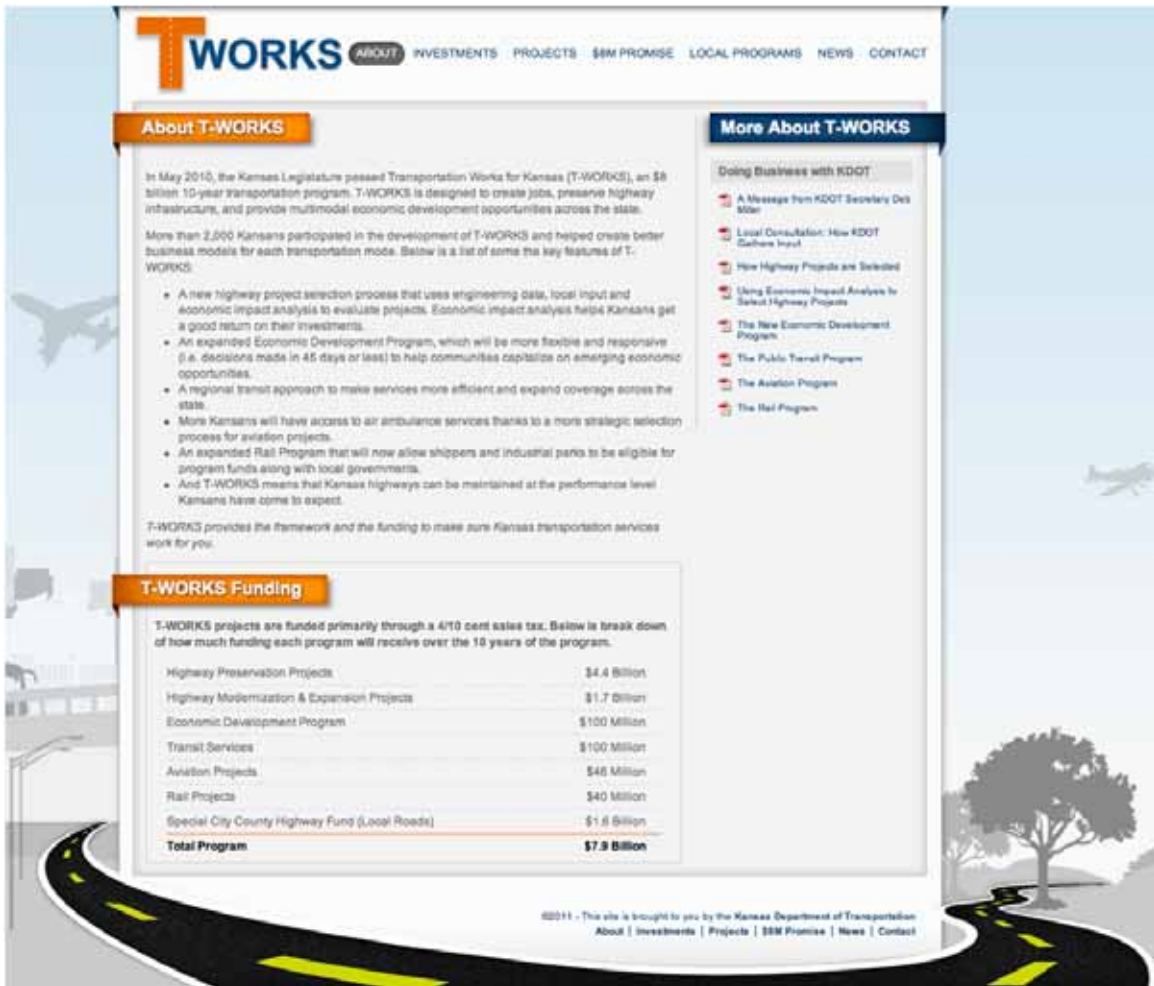 TWORKS ABOUT INVESTMENTS PROJECTS $8M PROMISE LOCAL PROGRAMS NEWS CONTACT
About T-WORKS
In May 2010, the Kansas Legislature passed Transportation Works for Kansas (T-WORKS), an $8
billion 10-year transportation program. T-WORKS is designed to create jobs, preserve highway
infrastructure, and provide multimodal economic development opportunities across the state.
More than 2,000 Kansans participated in the development of T-WORKS and helped create better
business models for each transportation mode. Below is a list of some the key features of T-
WORKS:
• A new highway project selection process that uses engineering data, local input and
economic impact analysis to evaluate projects. Economic impact analysis helps Kansans get
a good return on their investments.
• An expanded Economic Development Program, which will be more flexible and responsive
(i.e. decisions made in 45 days or less) to help communities capitalize on emerging economic
opportunities.
• A regional transit approach to make services more efficient and expand coverage across the
state.
• More Kansans will have access to air ambulance services thanks to a more strategic selection
process for aviation projects.
• An expanded Rail Program that will now allow shippers and industrial parks to be eligible for
program funds along with local governments.
• And T-WORKS means that Kansas highways can be maintained at the performance level
Kansans have come to expect.
T-WORKS provides the framework and the funding to make sure Kansas transportation services
work for you.
T-WORKS Funding
T-WORKS projects are funded primarily through a 4/10 cent sales tax. Below is break down
of how much funding each program will receive over the 10 years of the program.
Highway Preservation Projects $4.4 Billion
Highway Modernization & Expansion Projects $1.7 Billion
Economic Development Program $100 Million
Transit Services $100 Million
Aviation Projects $46 Million
Rail Projects $40 Million
Special City County Highway Fund (Local Roads) $1.6 Billion
Total Program $7.9 Billion
More About T-WORKS
Doing Business with KDOT
A Message from KDOT Secretary Deb
Miller
Local Consultation: How KDOT
Gathers Input
How Highway Projects are Selected
Using Economic Impact Analysis to
Select Highway Projects
The New Economic Development
Program
The Public Transit Program
The Aviation Program
The Rail Program
©2011 - This site is brought to you by the Kansas Department of Transportation
About | Investments | Projects | $8M Promise | News | Contact